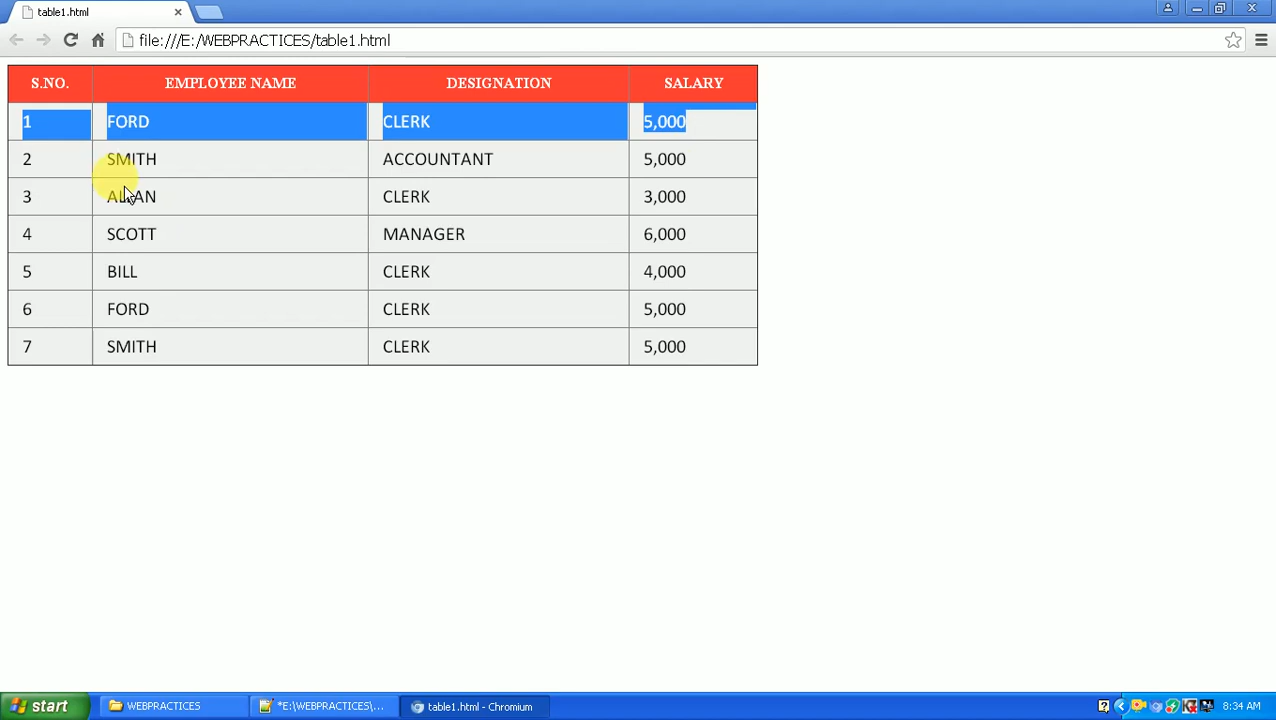 table1.html
file:///E:/WEBPRACTICES/table1.html
S.NO. EMPLOYEE NAME DESIGNATION SALARY
1 FORD CLERK 5,000
2 SMITH ACCOUNTANT 5,000
3 ALLAN CLERK 3,000
4 SCOTT MANAGER 6,000
5 BILL CLERK 4,000
6 FORD CLERK 5,000
7 SMITH CLERK 5,000
start WEBPRACTICES *E:\WEBPRACTICES\... table1.html - Chromium 8:34 AM